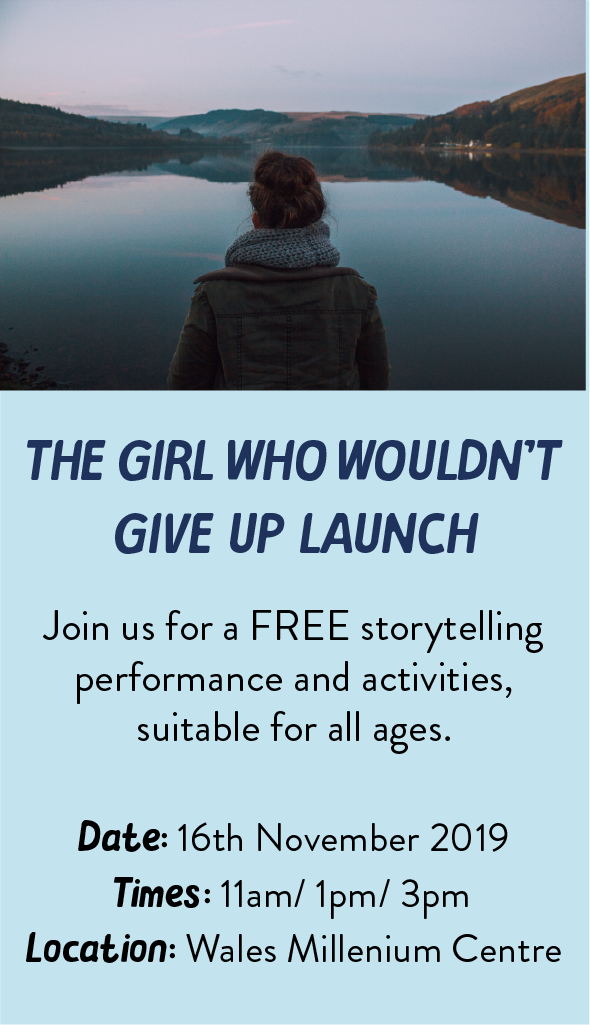 THE GIRL WHO WOULDN'T
GIVE UP LAUNCH
Join us for a FREE storytelling
performance and activities,
suitable for all ages.
Date: 16th November 2019
Times: 11am/ 1pm/ 3pm
Location: Wales Millenium Centre